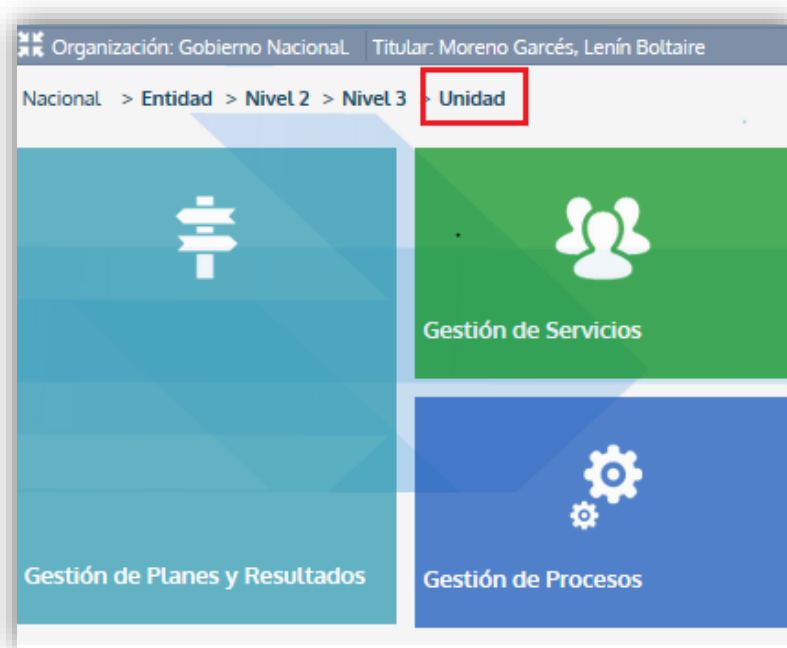 Organización: Gobierno Nacional. Titular: Moreno Garcés, Lenín Boltaire
Nacional > Entidad > Nivel 2 > Nivel 3 > Unidad
Gestión de Servicios
Gestión de Planes y Resultados
Gestión de Procesos